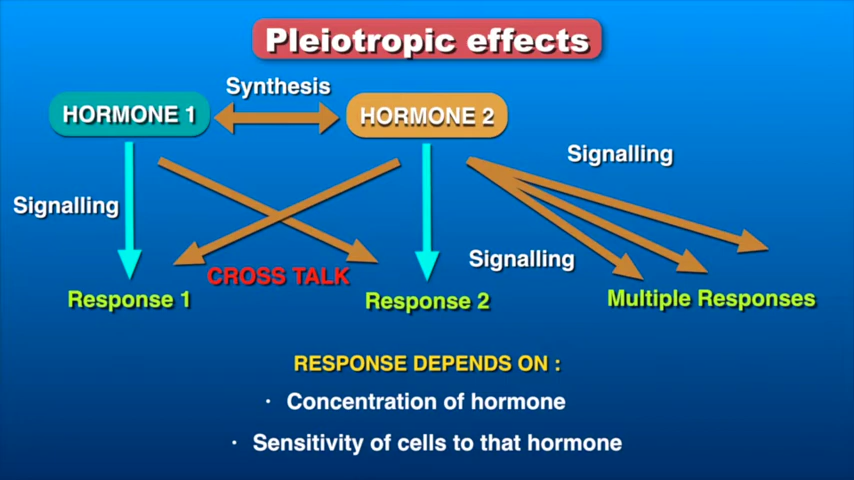 Pleiotropic effects
Synthesis
HORMONE 1
HORMONE 2
Signalling
Signalling
Signalling
CROSS TALK
Response 1
Response 2
Multiple Responses
RESPONSE DEPENDS ON :
· Concentration of hormone
· Sensitivity of cells to that hormone